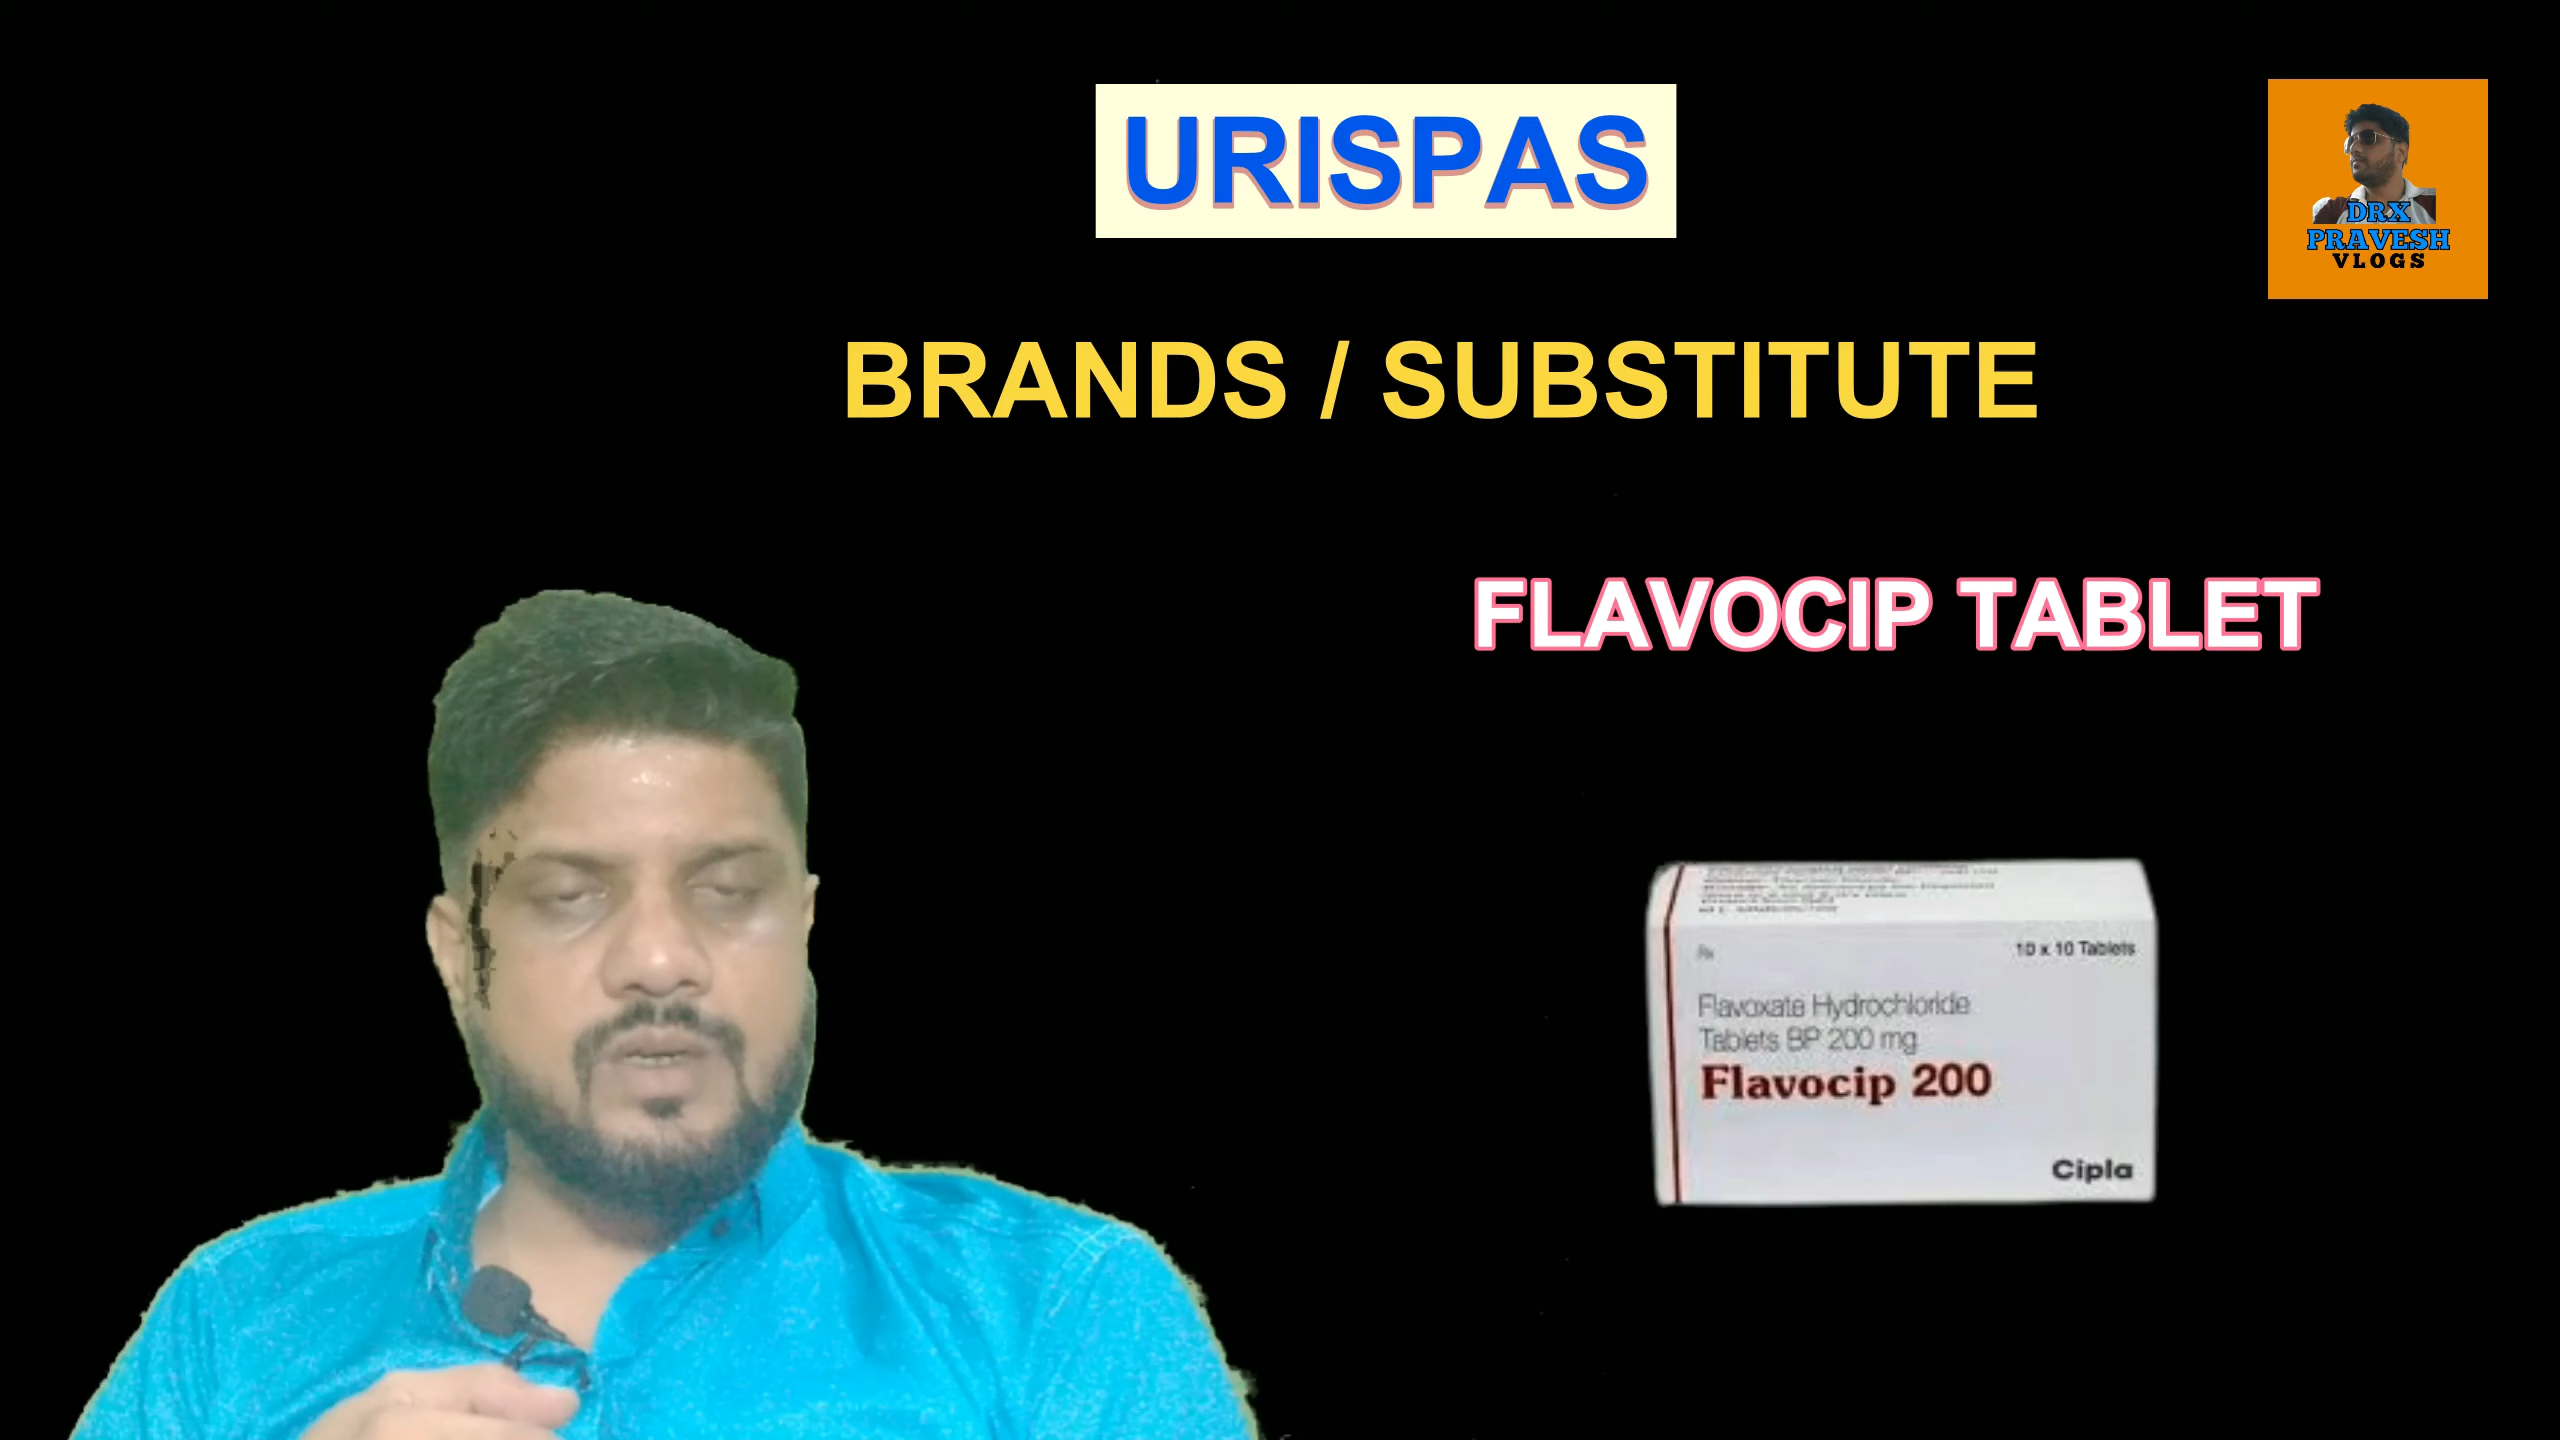 URISPAS
DRX
PRAVESH
VLOGS
BRANDS / SUBSTITUTE
FLAVOCIP TABLET
Rx
10 x 10 Tablets
Flavoxate Hydrochloride
Tablets BP 200 mg
Flavocip 200
Cipla